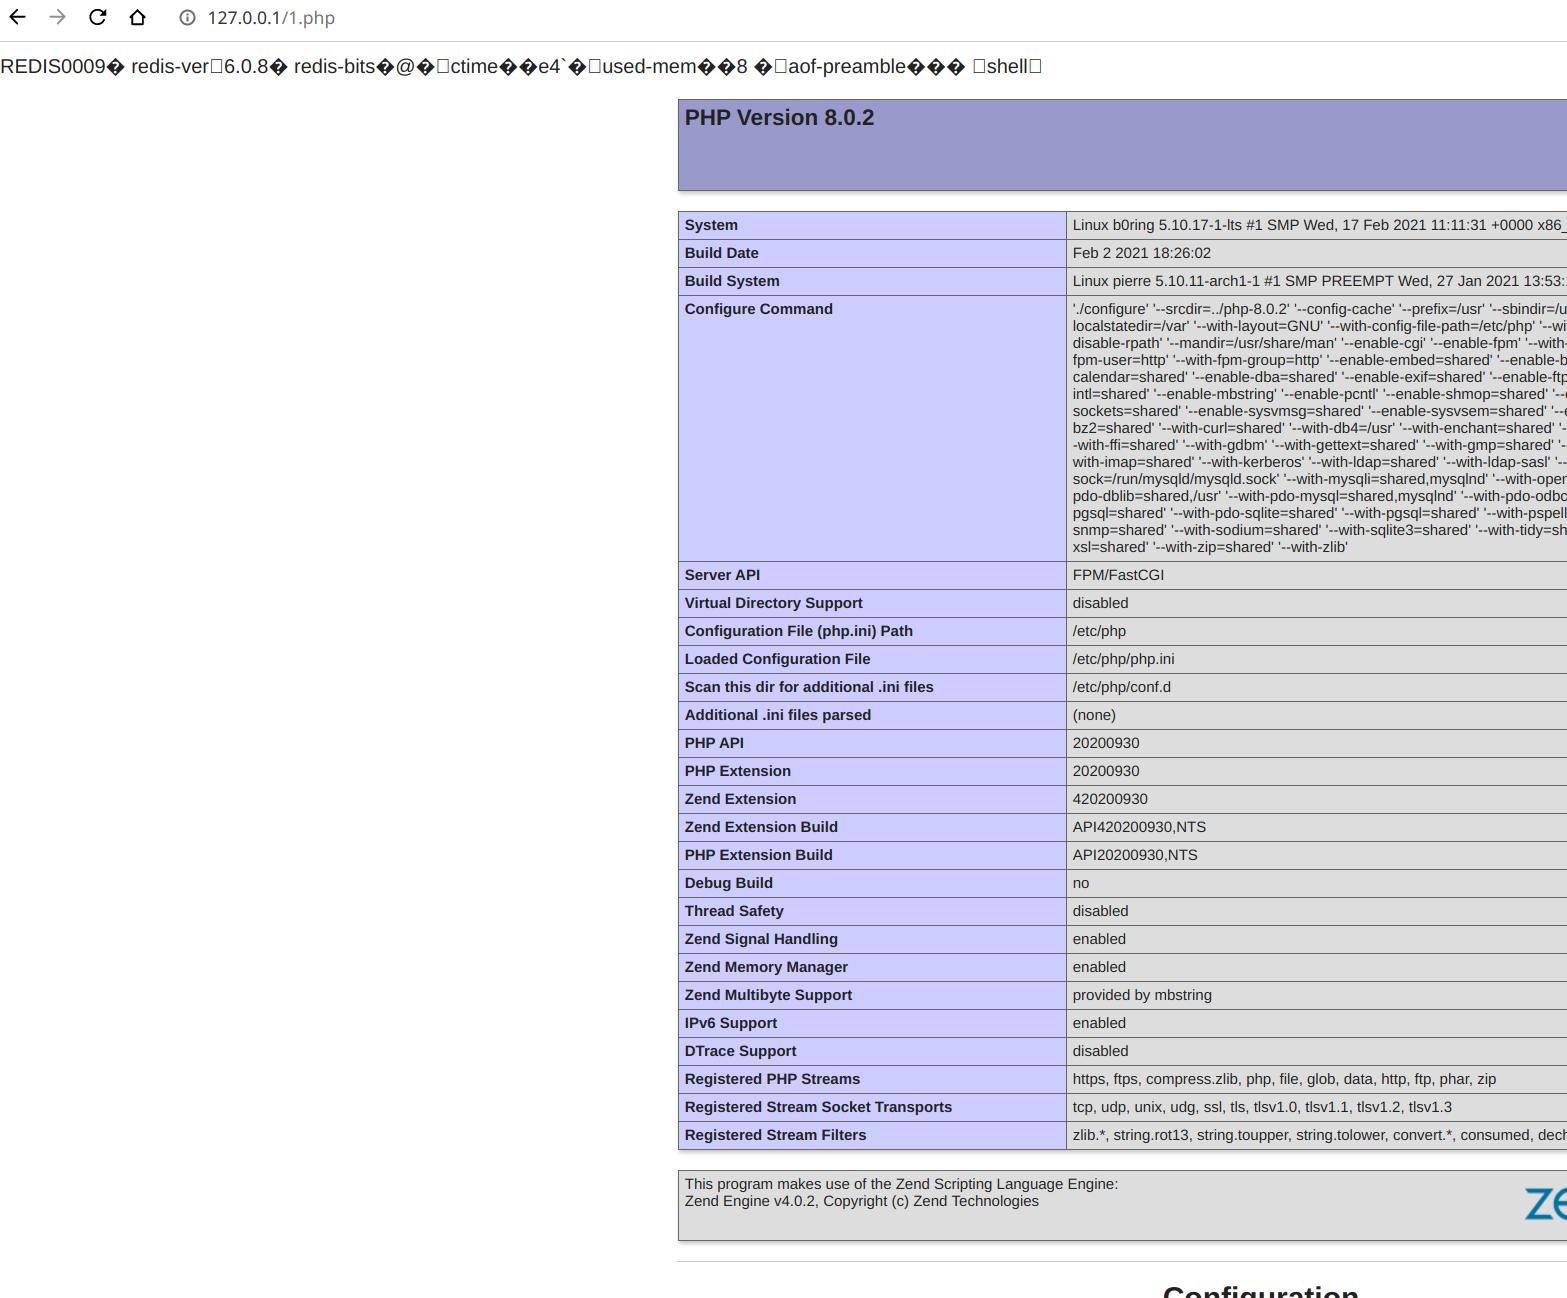 127.0.0.1/1.php
REDIS0009� redis-ver□6.0.8� redis-bits�@�□ctime��e4`�□used-mem��8 �□aof-preamble��� □shell□
PHP Version 8.0.2
System Linux b0ring 5.10.17-1-lts #1 SMP Wed, 17 Feb 2021 11:11:31 +0000 x86_
Build Date Feb 2 2021 18:26:02
Build System Linux pierre 5.10.11-arch1-1 #1 SMP PREEMPT Wed, 27 Jan 2021 13:53:
Configure Command './configure' '--srcdir=../php-8.0.2' '--config-cache' '--prefix=/usr' '--sbindir=/u
localstatedir=/var' '--with-layout=GNU' '--with-config-file-path=/etc/php' '--wi
disable-rpath' '--mandir=/usr/share/man' '--enable-cgi' '--enable-fpm' '--with-
fpm-user=http' '--with-fpm-group=http' '--enable-embed=shared' '--enable-b
calendar=shared' '--enable-dba=shared' '--enable-exif=shared' '--enable-ftp
intl=shared' '--enable-mbstring' '--enable-pcntl' '--enable-shmop=shared' '--e
sockets=shared' '--enable-sysvmsg=shared' '--enable-sysvsem=shared' '--e
bz2=shared' '--with-curl=shared' '--with-db4=/usr' '--with-enchant=shared' '-
-with-ffi=shared' '--with-gdbm' '--with-gettext=shared' '--with-gmp=shared' '--
with-imap=shared' '--with-kerberos' '--with-ldap=shared' '--with-ldap-sasl' '--
sock=/run/mysqld/mysqld.sock' '--with-mysqli=shared,mysqlnd' '--with-oper
pdo-dblib=shared,/usr' '--with-pdo-mysql=shared,mysqlnd' '--with-pdo-odbc
pgsql=shared' '--with-pdo-sqlite=shared' '--with-pgsql=shared' '--with-pspell
snmp=shared' '--with-sodium=shared' '--with-sqlite3=shared' '--with-tidy=sh
xsl=shared' '--with-zip=shared' '--with-zlib'
Server API FPM/FastCGI
Virtual Directory Support disabled
Configuration File (php.ini) Path /etc/php
Loaded Configuration File /etc/php/php.ini
Scan this dir for additional .ini files /etc/php/conf.d
Additional .ini files parsed (none)
PHP API 20200930
PHP Extension 20200930
Zend Extension 420200930
Zend Extension Build API420200930,NTS
PHP Extension Build API20200930,NTS
Debug Build no
Thread Safety disabled
Zend Signal Handling enabled
Zend Memory Manager enabled
Zend Multibyte Support provided by mbstring
IPv6 Support enabled
DTrace Support disabled
Registered PHP Streams https, ftps, compress.zlib, php, file, glob, data, http, ftp, phar, zip
Registered Stream Socket Transports tcp, udp, unix, udg, ssl, tls, tlsv1.0, tlsv1.1, tlsv1.2, tlsv1.3
Registered Stream Filters zlib.*, string.rot13, string.toupper, string.tolower, convert.*, consumed, dech
This program makes use of the Zend Scripting Language Engine:
Zend Engine v4.0.2, Copyright (c) Zend Technologies
ze
Configuration